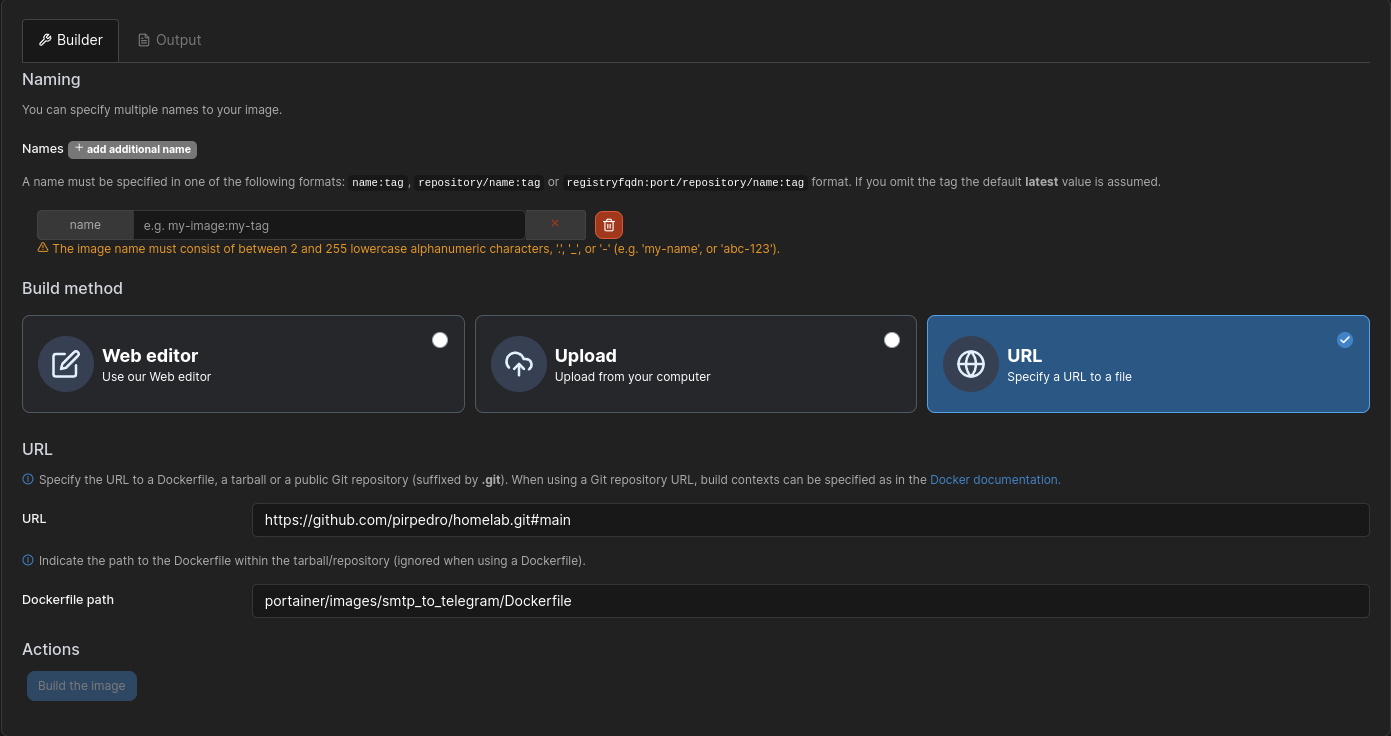 Builder
Output
Naming
You can specify multiple names to your image.
Names + add additional name
A name must be specified in one of the following formats: name:tag , repository/name:tag or registryfqdn:port/repository/name:tag format. If you omit the tag the default latest value is assumed.
name
e.g. my-image:my-tag
×
The image name must consist of between 2 and 255 lowercase alphanumeric characters, '.', '_', or '-' (e.g. 'my-name', or 'abc-123').
Build method
Web editor
Use our Web editor
Upload
Upload from your computer
URL
Specify a URL to a file
URL
Specify the URL to a Dockerfile, a tarball or a public Git repository (suffixed by .git). When using a Git repository URL, build contexts can be specified as in the Docker documentation.
URL
https://github.com/pirpedro/homelab.git#main
Indicate the path to the Dockerfile within the tarball/repository (ignored when using a Dockerfile).
Dockerfile path
portainer/images/smtp_to_telegram/Dockerfile
Actions
Build the image